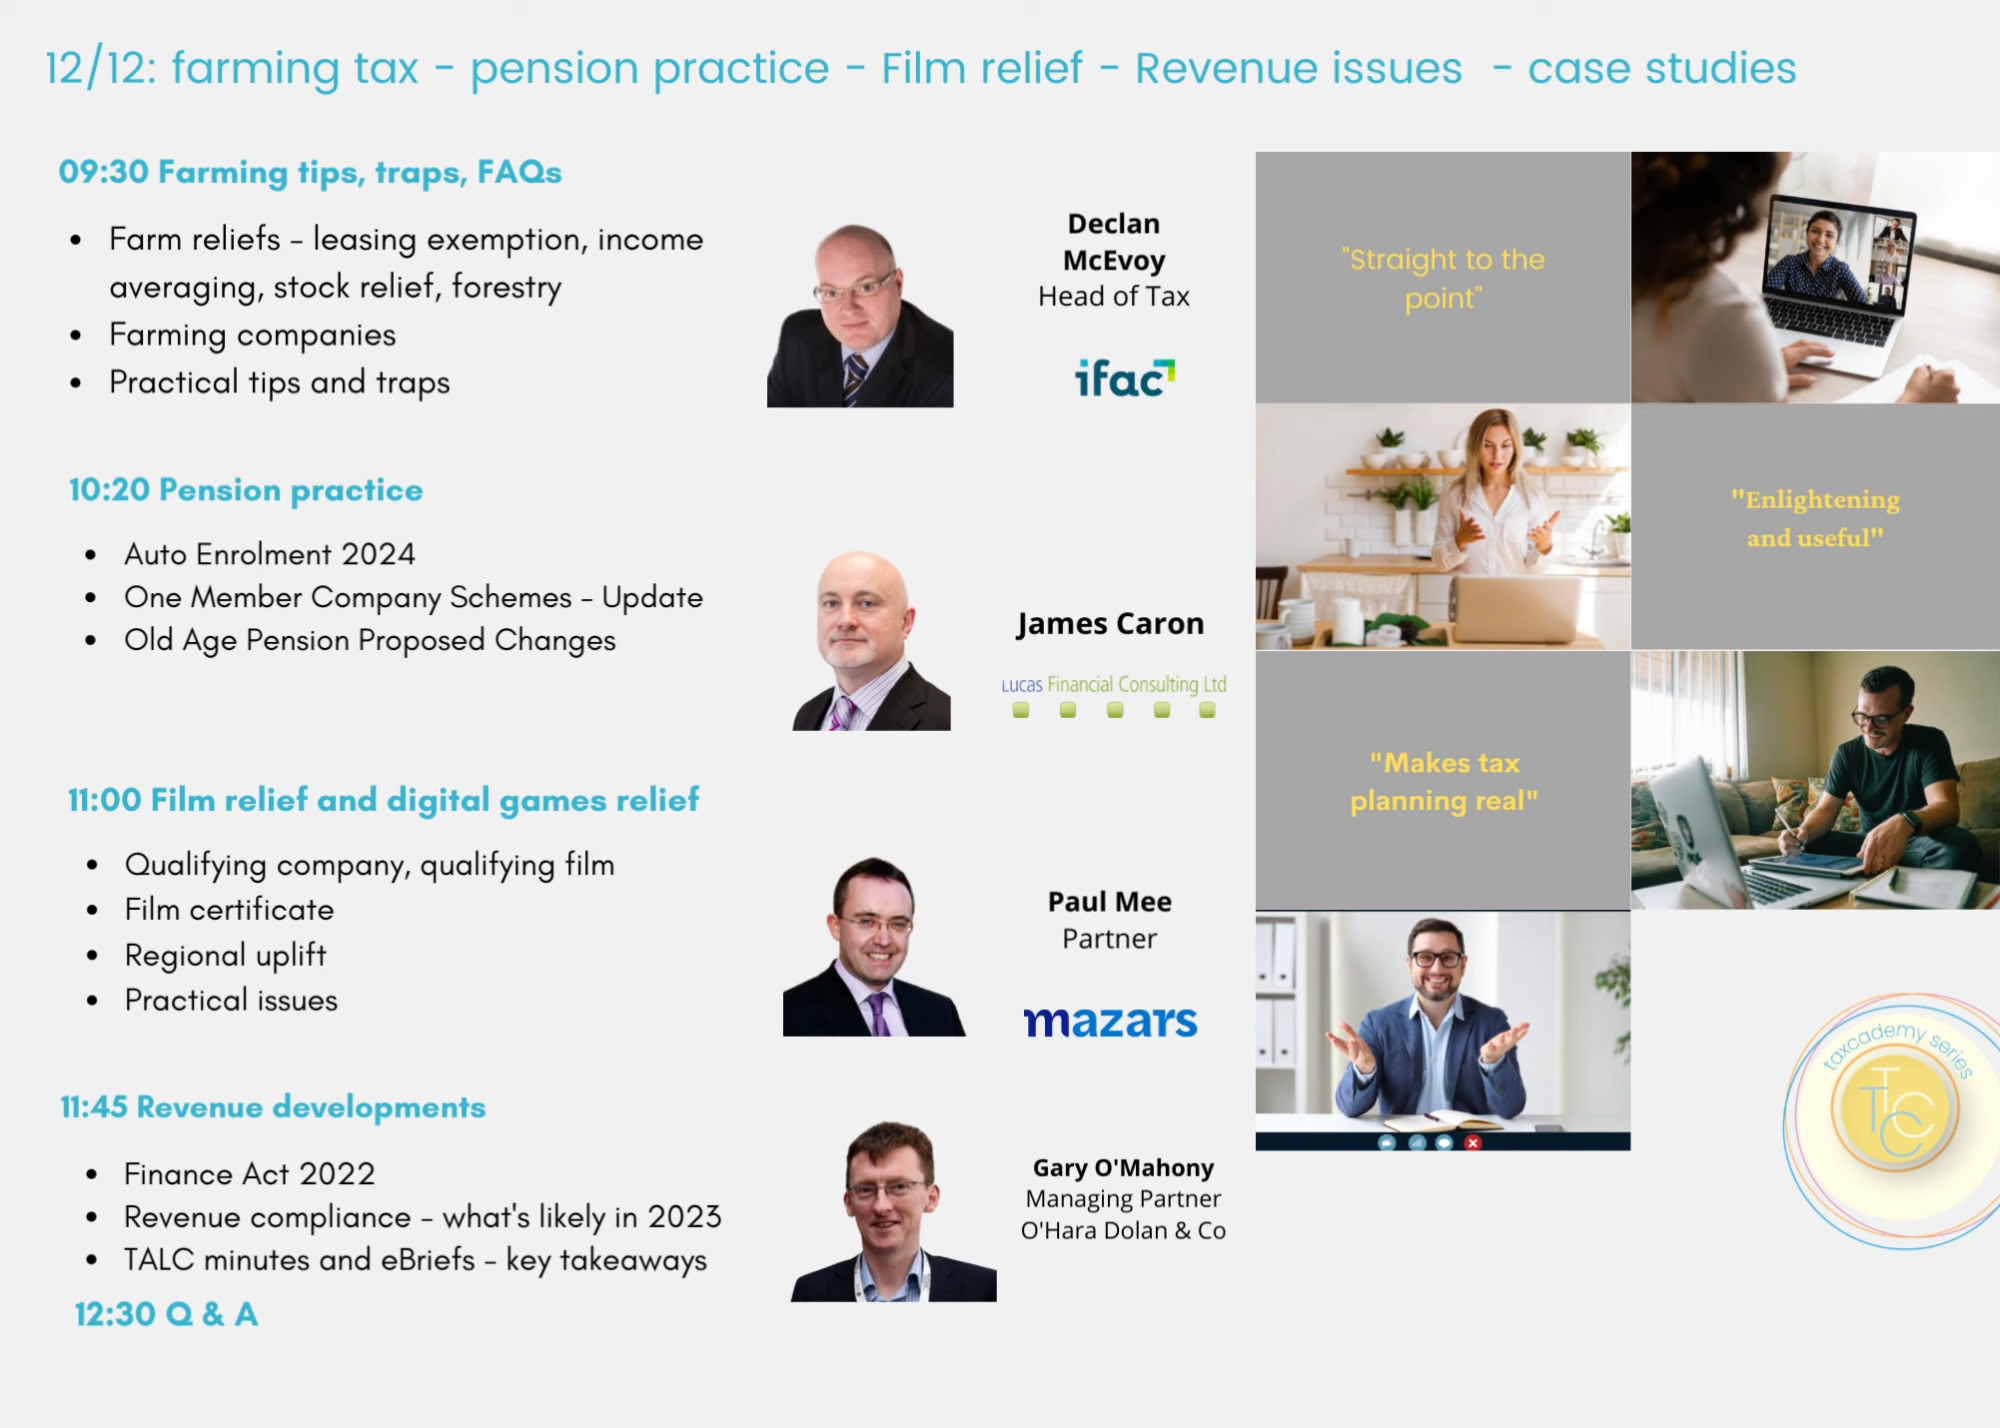 12/12: farming tax - pension practice - Film relief - Revenue issues - case studies
09:30 Farming tips, traps, FAQs
• Farm reliefs - leasing exemption, income
averaging, stock relief, forestry
• Farming companies
• Practical tips and traps
Declan
McEvoy
Head of Tax
ifac
10:20 Pension practice
• Auto Enrolment 2024
• One Member Company Schemes - Update
• Old Age Pension Proposed Changes
James Caron
Lucas Financial Consulting Ltd
11:00 Film relief and digital games relief
• Qualifying company, qualifying film
• Film certificate
• Regional uplift
• Practical issues
Paul Mee
Partner
mazars
11:45 Revenue developments
• Finance Act 2022
• Revenue compliance - what's likely in 2023
• TALC minutes and eBriefs - key takeaways
Gary O'Mahony
Managing Partner
O'Hara Dolan & Co
12:30 Q & A
"Straight to the
point"
"Enlightening
and useful"
"Makes tax
planning real"
taxcademy series
TTCC